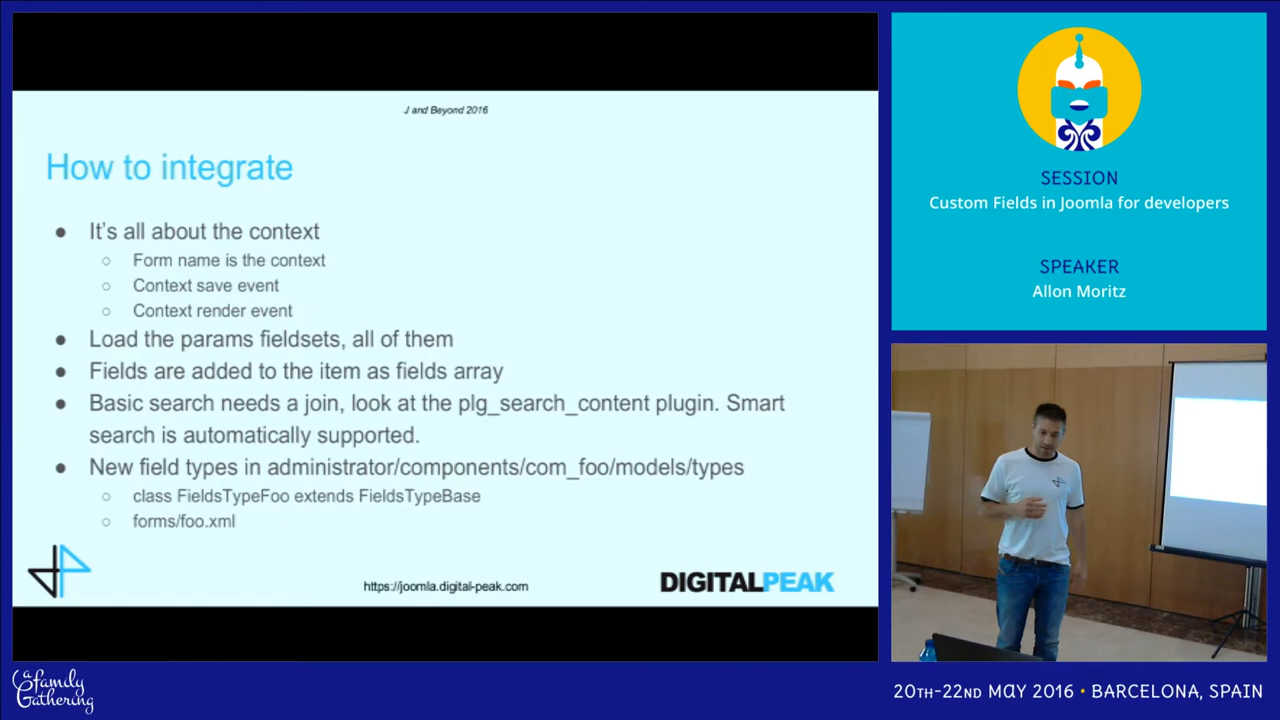 J and Beyond 2016
How to integrate
● It's all about the context
○ Form name is the context
○ Context save event
○ Context render event
● Load the params fieldsets, all of them
● Fields are added to the item as fields array
● Basic search needs a join, look at the plg_search_content plugin. Smart
search is automatically supported.
● New field types in administrator/components/com_foo/models/types
○ class FieldsTypeFoo extends FieldsTypeBase
○ forms/foo.xml
https://joomla.digital-peak.com
DIGITALPEAK
SESSION
Custom Fields in Joomla for developers
SPEAKER
Allon Moritz
a family
Gathering
20TH-22ND MAY 2016 • BARCELONA, SPAIN